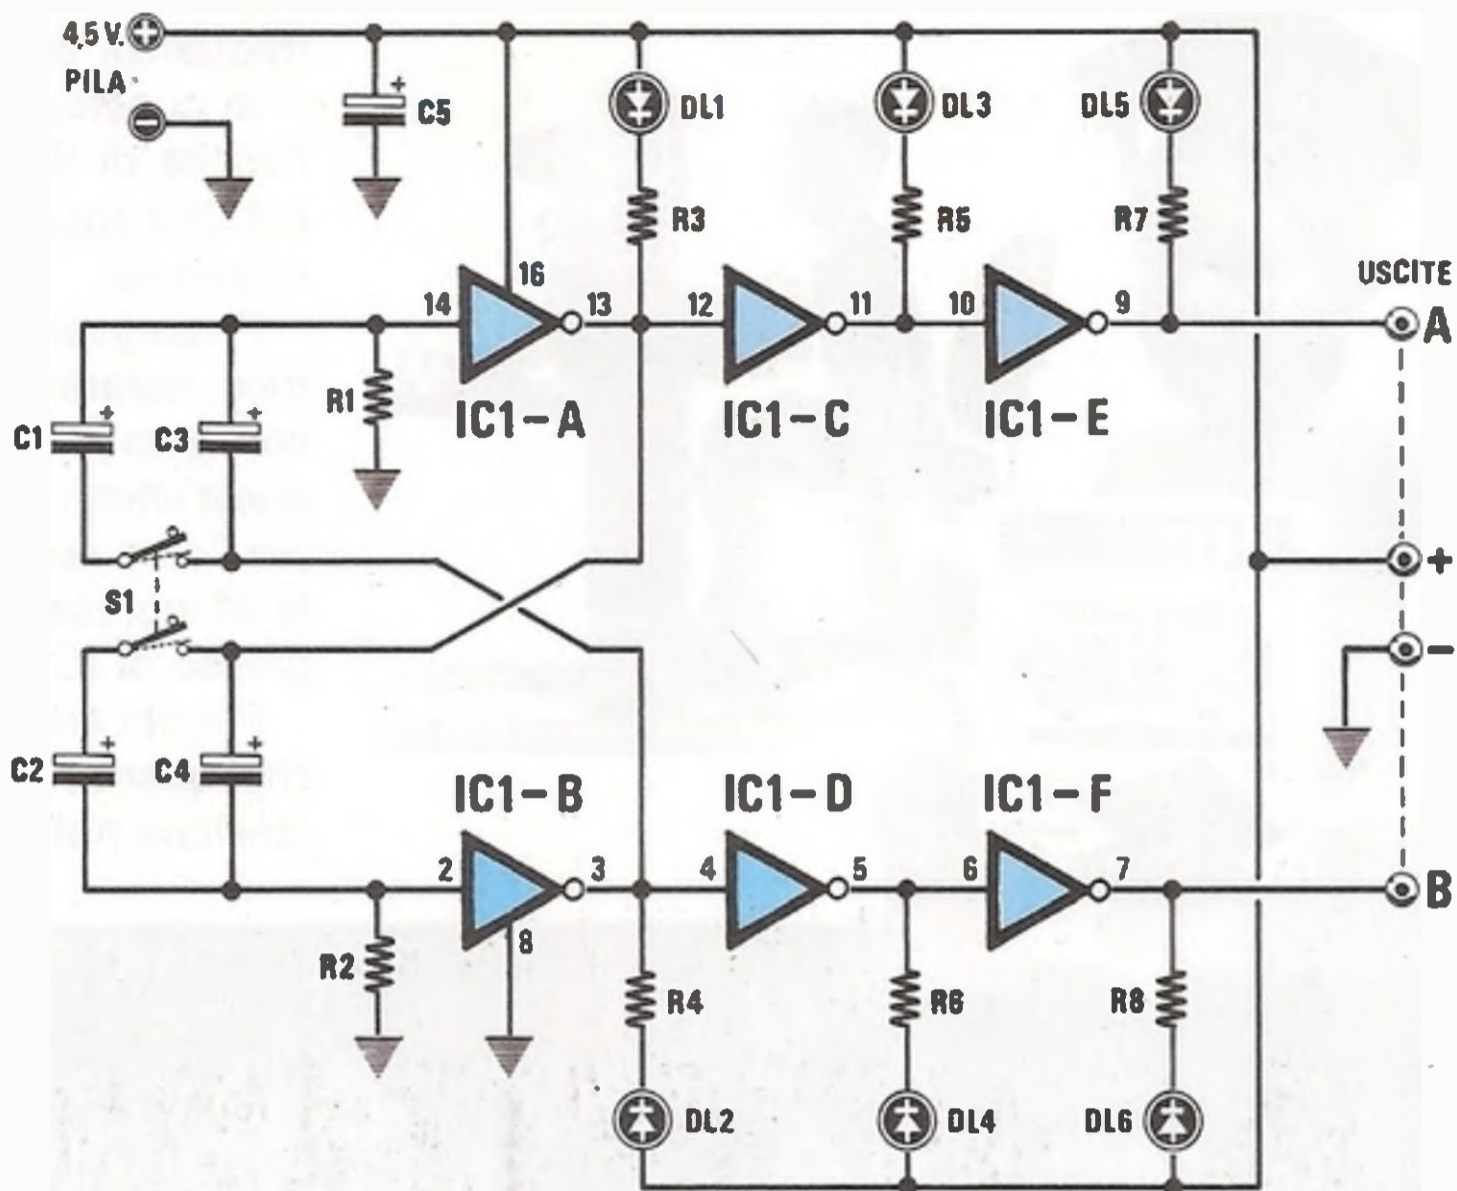 4,5 V.
PILA
+
C5
DL1
DL3
DL5
R3
R5
R7
16
14
13
12
11
10
9
USCITE
A
IC1-A
IC1-C
IC1-E
C1
+
C3
+
R1
S1
+
-
C2
+
C4
+
IC1-B
IC1-D
IC1-F
2
3
4
5
6
7
B
8
R2
R4
R6
R8
DL2
DL4
DL6